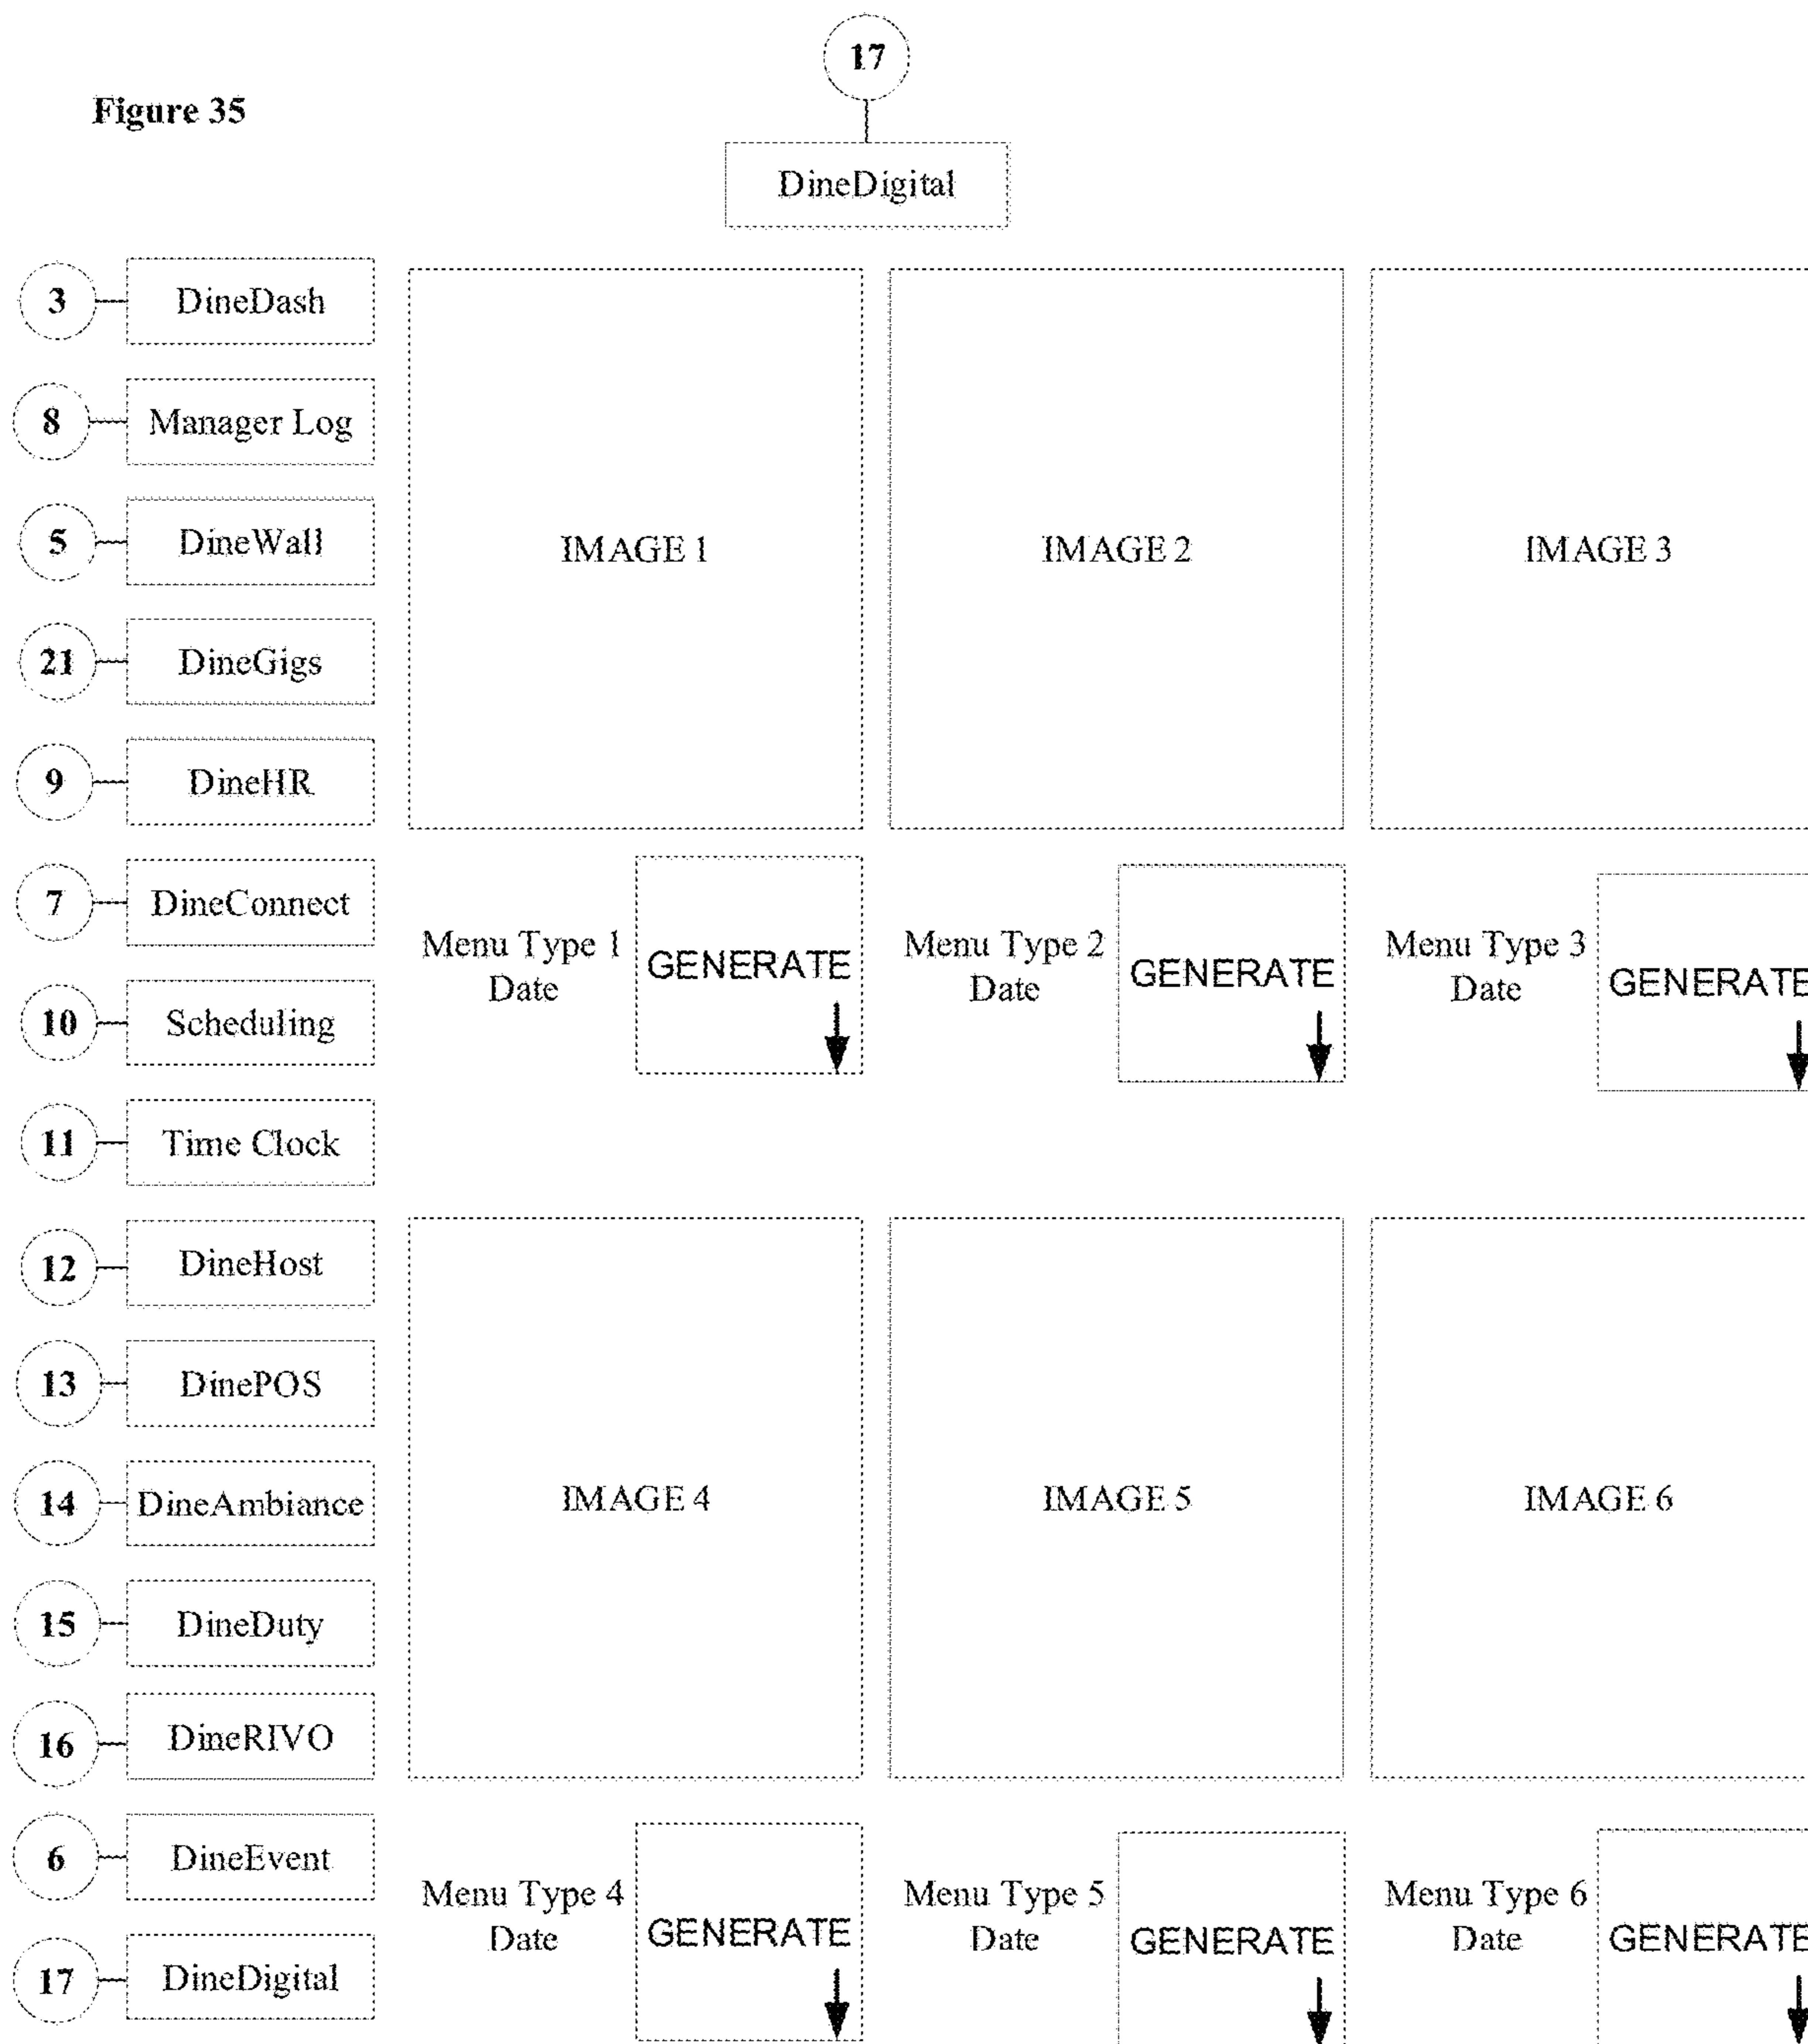 Figure 35
17
DineDigital
3 DineDash
8 Manager Log
5 DineWall
21 DineGigs
9 DineHR
7 DineConnect
10 Scheduling
11 Time Clock
12 DineHost
13 DinePOS
14 DineAmbiance
15 DineDuty
16 DineRIVO
6 DineEvent
17 DineDigital
IMAGE 1
IMAGE 2
IMAGE 3
Menu Type 1
Date
GENERATE
Menu Type 2
Date
GENERATE
Menu Type 3
Date
GENERATE
IMAGE 4
IMAGE 5
IMAGE 6
Menu Type 4
Date
GENERATE
Menu Type 5
Date
GENERATE
Menu Type 6
Date
GENERATE